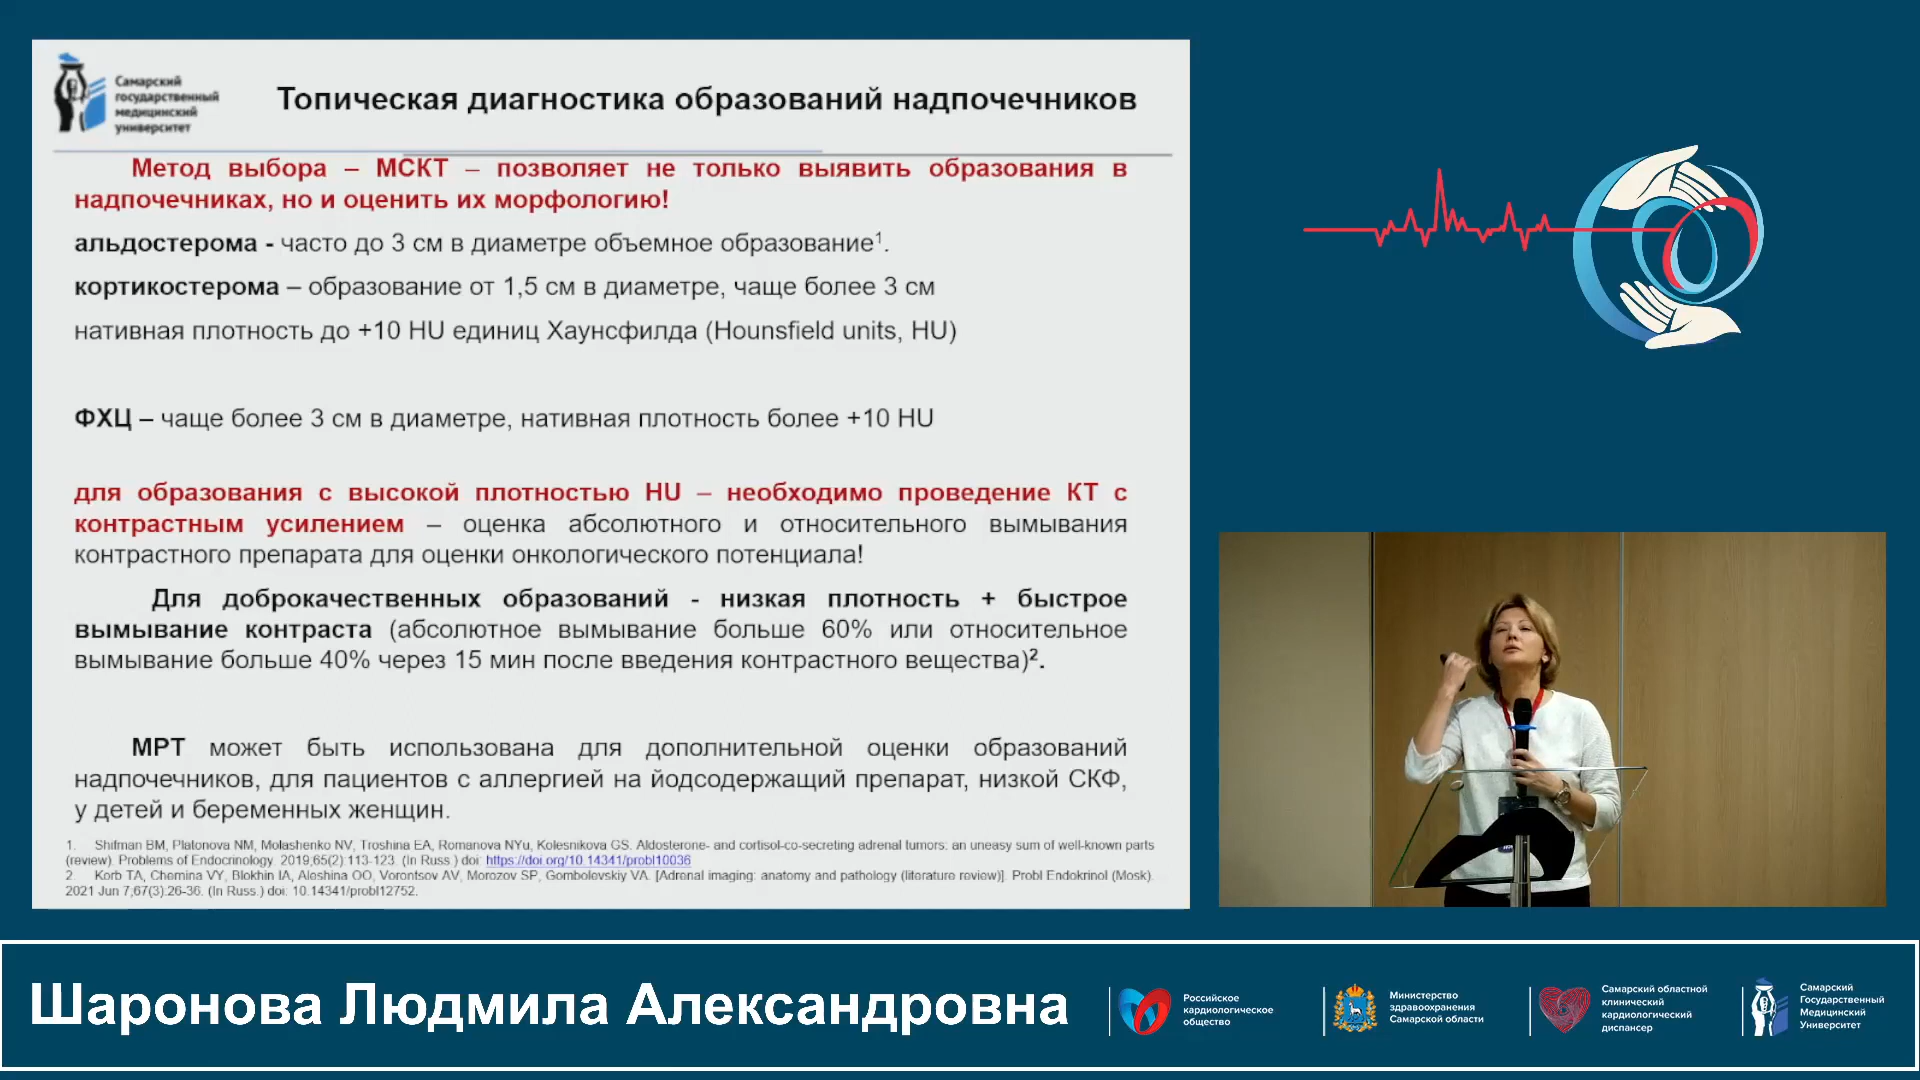 Самарский
государственный
медицинский
университет
Топическая диагностика образований надпочечников
Метод выбора – МСКТ – позволяет не только выявить образования в
надпочечниках, но и оценить их морфологию!
альдостерома - часто до 3 см в диаметре объемное образование¹.
кортикостерома – образование от 1,5 см в диаметре, чаще более 3 см
нативная плотность до +10 HU единиц Хаунсфилда (Hounsfield units, HU)
ФХЦ – чаще более 3 см в диаметре, нативная плотность более +10 HU
для образования с высокой плотностью HU – необходимо проведение КТ с
контрастным усилением – оценка абсолютного и относительного вымывания
контрастного препарата для оценки онкологического потенциала!
Для доброкачественных образований - низкая плотность + быстрое
вымывание контраста (абсолютное вымывание больше 60% или относительное
вымывание больше 40% через 15 мин после введения контрастного вещества)².
МРТ может быть использована для дополнительной оценки образований
надпочечников, для пациентов с аллергией на йодсодержащий препарат, низкой СКФ,
у детей и беременных женщин.
1. Shifman BM, Platonova NM, Molashenko NV, Troshina EA, Romanova NYu, Kolesnikova GS. Aldosterone- and cortisol-co-secreting adrenal tumors: an uneasy sum of well-known parts
(review). Problems of Endocrinology. 2019;65(2):113-123. (In Russ.) doi: https://doi.org/10.14341/probl10036
2. Korb TA, Chernina VY, Blokhin IA, Aleshina OO, Vorontsov AV, Morozov SP, Gombolevskiy VA. [Adrenal imaging: anatomy and pathology (literature review)]. Probl Endokrinol (Mosk).
2021 Jun 7;67(3):26-36. (In Russ.) doi: 10.14341/probl12752.
Шаронова Людмила Александровна
Российское
кардиологическое
общество
Министерство
здравоохранения
Самарской области
Самарский областной
клинический
кардиологический
диспансер
Самарский
Государственный
Медицинский
Университет